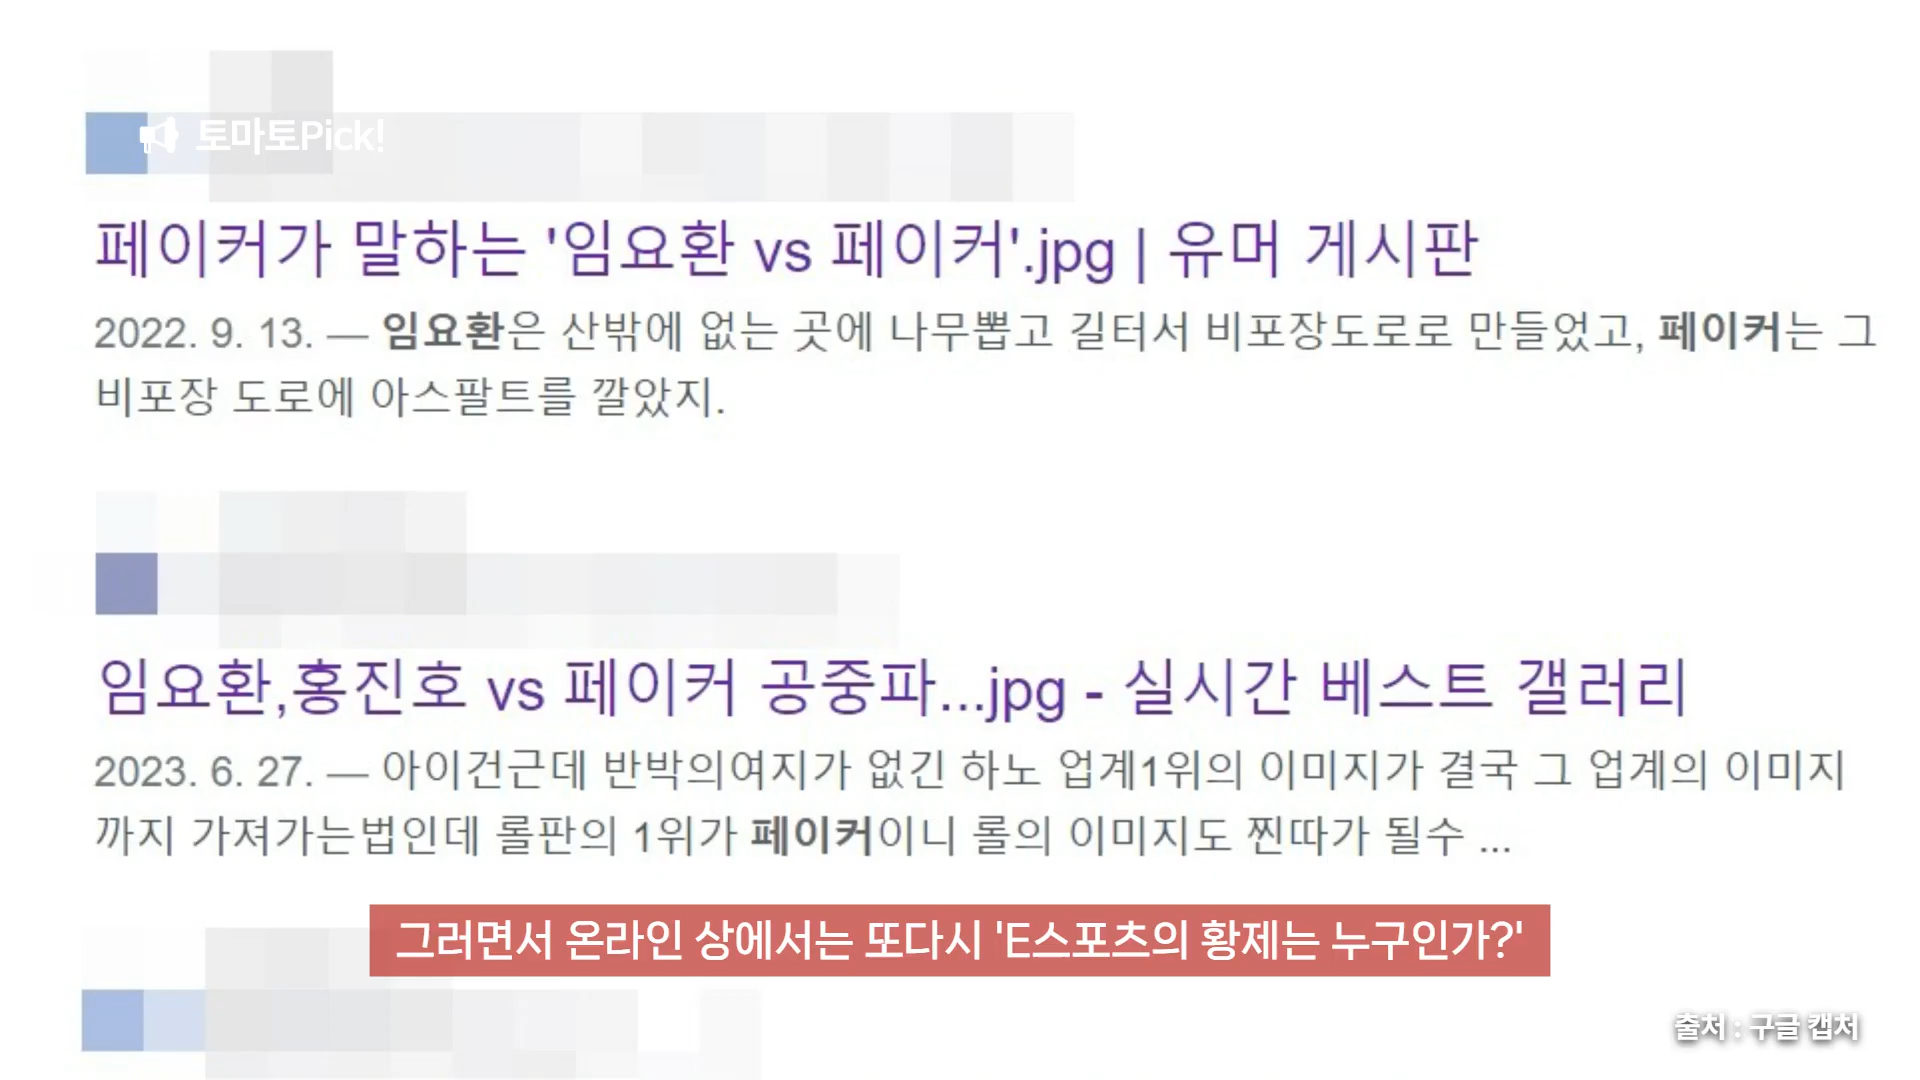 토마토Pick!
페이커가 말하는 '임요환 vs 페이커'.jpg | 유머 게시판
2022. 9. 13. — 임요환은 산밖에 없는 곳에 나무뽑고 길터서 비포장도로로 만들었고, 페이커는 그
비포장 도로에 아스팔트를 깔았지.
임요환,홍진호 vs 페이커 공중파...jpg - 실시간 베스트 갤러리
2023. 6. 27. — 아이건근데 반박의여지가 없긴 하노 업계1위의 이미지가 결국 그 업계의 이미지
까지 가져가는법인데 롤판의 1위가 페이커이니 롤의 이미지도 찐따가 될수 ...
그러면서 온라인 상에서는 또다시 'E스포츠의 황제는 누구인가?'
출처 : 구글 캡처